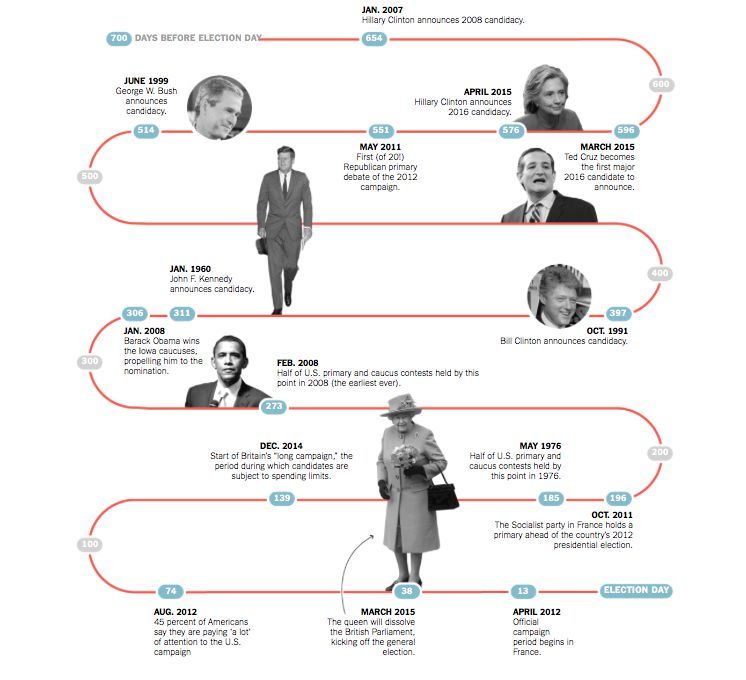 JAN. 2007
Hillary Clinton announces 2008 candidacy.
700 DAYS BEFORE ELECTION DAY
654
600
JUNE 1999
George W. Bush
announces
candidacy.
APRIL 2015
Hillary Clinton announces
2016 candidacy.
514
551
576
596
MAY 2011
First (of 20!)
Republican primary
debate of the 2012
campaign.
MARCH 2015
Ted Cruz becomes
the first major
2016 candidate to
announce.
500
JAN. 1960
John F. Kennedy
announces candidacy.
400
306
311
397
JAN. 2008
Barack Obama wins
the Iowa caucuses,
propelling him to the
nomination.
OCT. 1991
Bill Clinton announces candidacy.
300
FEB. 2008
Half of U.S. primary and caucus contests held by this
point in 2008 (the earliest ever).
273
DEC. 2014
Start of Britain's "long campaign," the
period during which candidates are
subject to spending limits.
MAY 1976
Half of U.S. primary and
caucus contests held by
this point in 1976.
200
139
185
196
OCT. 2011
The Socialist party in France holds a
primary ahead of the country's 2012
presidential election.
100
74
38
13
ELECTION DAY
AUG. 2012
45 percent of Americans
say they are paying 'a lot'
of attention to the U.S.
campaign
MARCH 2015
The queen will dissolve
the British Parliament,
kicking off the general
election.
APRIL 2012
Official
campaign
period begins in
France.